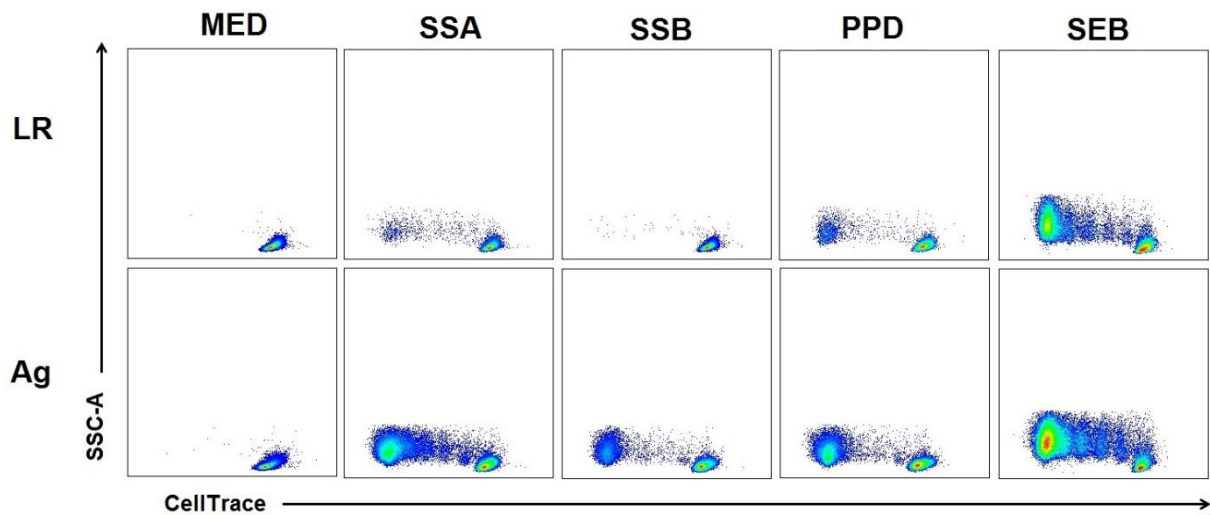 MED SSA SSB PPD SEB
LR
Ag
SSC-A
CellTrace